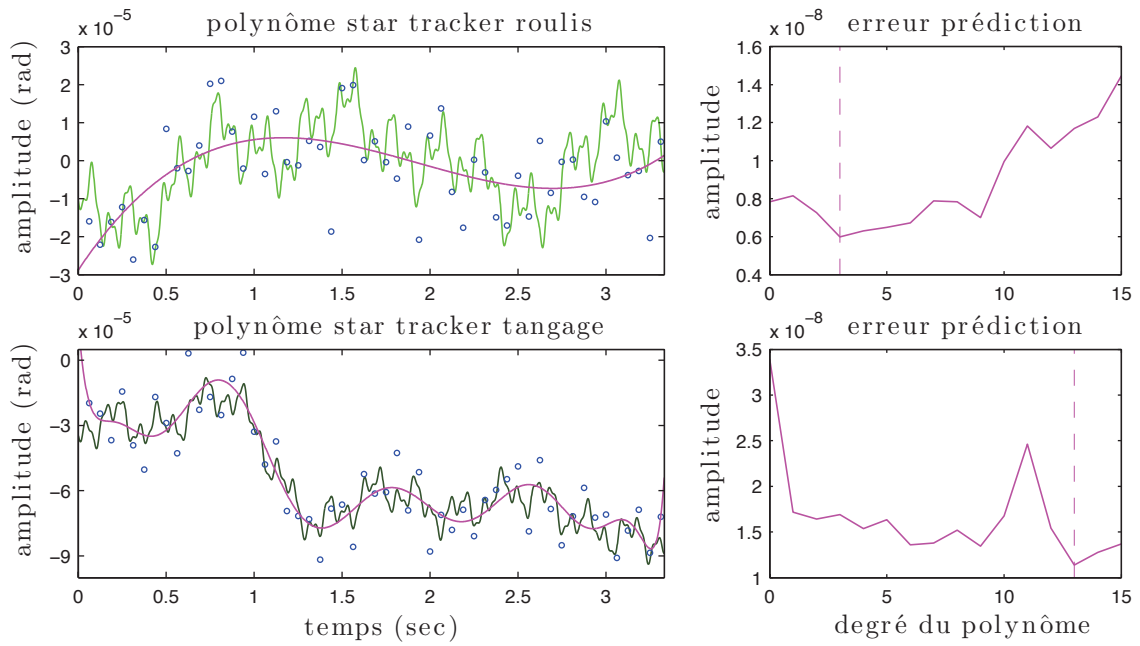 polynôme star tracker roulis
x 10⁻⁵
amplitude (rad)
3
2
1
0
−1
−2
−3
0 0.5 1 1.5 2 2.5 3
erreur prédiction
x 10⁻⁸
amplitude
1.6
1.4
1.2
1
0.8
0.6
0.4
0 5 10 15
polynôme star tracker tangage
x 10⁻⁵
amplitude (rad)
0
−3
−6
−9
0 0.5 1 1.5 2 2.5 3
temps (sec)
erreur prédiction
x 10⁻⁸
amplitude
3.5
3
2.5
2
1.5
1
0 5 10 15
degré du polynôme